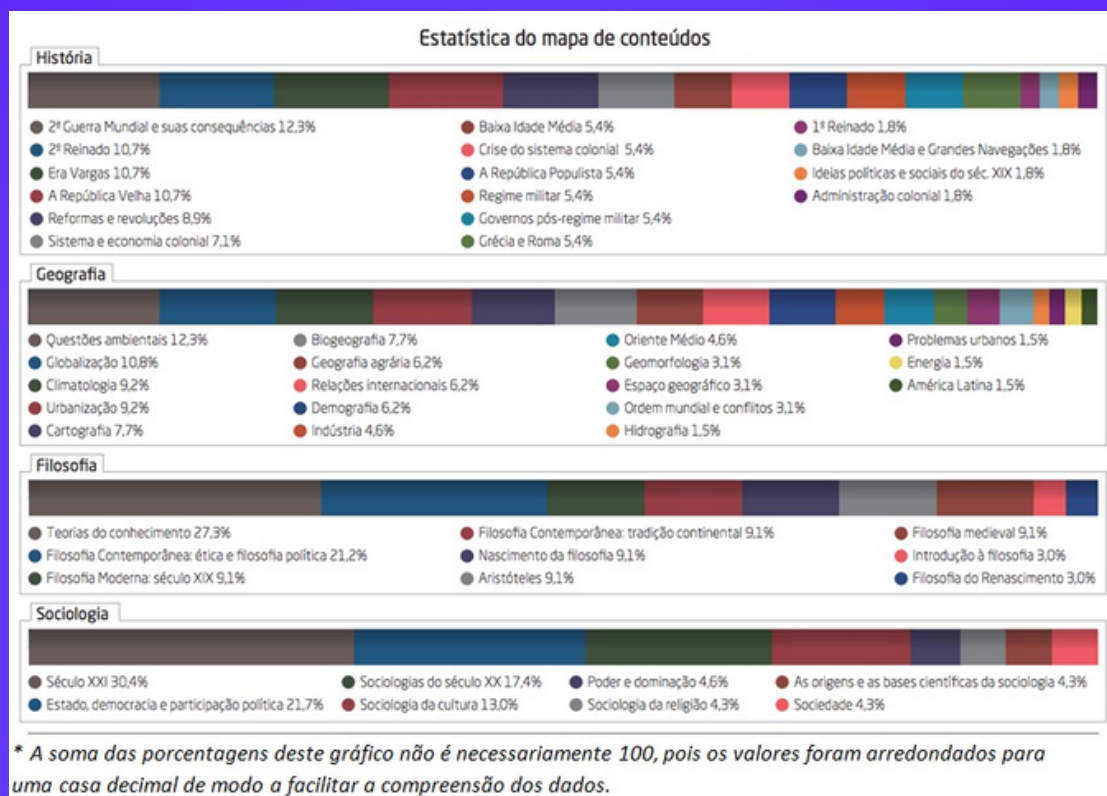 Estatística do mapa de conteúdos
História
2ª Guerra Mundial e suas consequências 12,3%
2º Reinado 10,7%
Era Vargas 10,7%
A República Velha 10,7%
Reformas e revoluções 8,9%
Sistema e economia colonial 7,1%
Baixa Idade Média 5,4%
Crise do sistema colonial 5,4%
A República Populista 5,4%
Regime militar 5,4%
Governos pós-regime militar 5,4%
Grécia e Roma 5,4%
1º Reinado 1,8%
Baixa Idade Média e Grandes Navegações 1,8%
Ideias políticas e sociais do séc. XIX 1,8%
Administração colonial 1,8%
Geografia
Questões ambientais 12,3%
Globalização 10,8%
Climatologia 9,2%
Urbanização 9,2%
Cartografia 7,7%
Biogeografia 7,7%
Geografia agrária 6,2%
Relações internacionais 6,2%
Demografia 6,2%
Indústria 4,6%
Oriente Médio 4,6%
Geomorfologia 3,1%
Espaço geográfico 3,1%
Ordem mundial e conflitos 3,1%
Hidrografia 1,5%
Problemas urbanos 1,5%
Energia 1,5%
América Latina 1,5%
Filosofia
Teorias do conhecimento 27,3%
Filosofia Contemporânea: ética e filosofia política 21,2%
Filosofia Moderna: século XIX 9,1%
Filosofia Contemporânea: tradição continental 9,1%
Nascimento da filosofia 9,1%
Aristóteles 9,1%
Filosofia medieval 9,1%
Introdução à filosofia 3,0%
Filosofia do Renascimento 3,0%
Sociologia
Século XXI 30,4%
Estado, democracia e participação política 21,7%
Sociologias do século XX 17,4%
Sociologia da cultura 13,0%
Poder e dominação 4,6%
Sociologia da religião 4,3%
As origens e as bases científicas da sociologia 4,3%
Sociedade 4,3%
* A soma das porcentagens deste gráfico não é necessariamente 100, pois os valores foram arredondados para
uma casa decimal de modo a facilitar a compreensão dos dados.